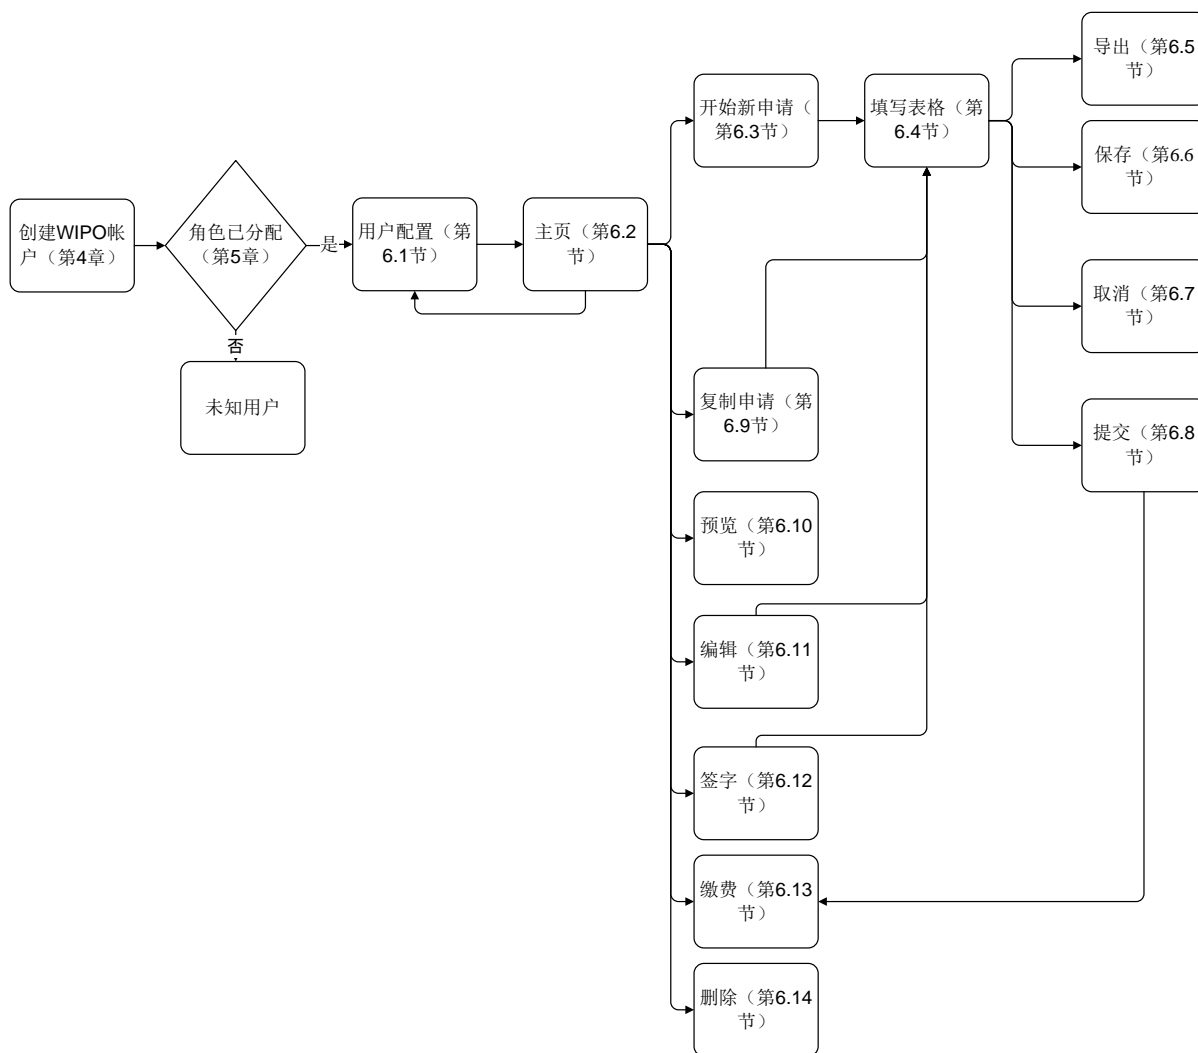 创建WIPO帐
户（第4章）
角色已分配
（第5章）
是
否
未知用户
用户配置（第
6.1节）
主页（第6.2
节）
开始新申请（
第6.3节）
填写表格（第
6.4节）
导出（第6.5
节）
保存（第6.6
节）
取消（第6.7
节）
提交（第6.8
节）
复制申请（第
6.9节）
预览（第6.10
节）
编辑（第6.11
节）
签字（第6.12
节）
缴费（第6.13
节）
删除（第6.14
节）